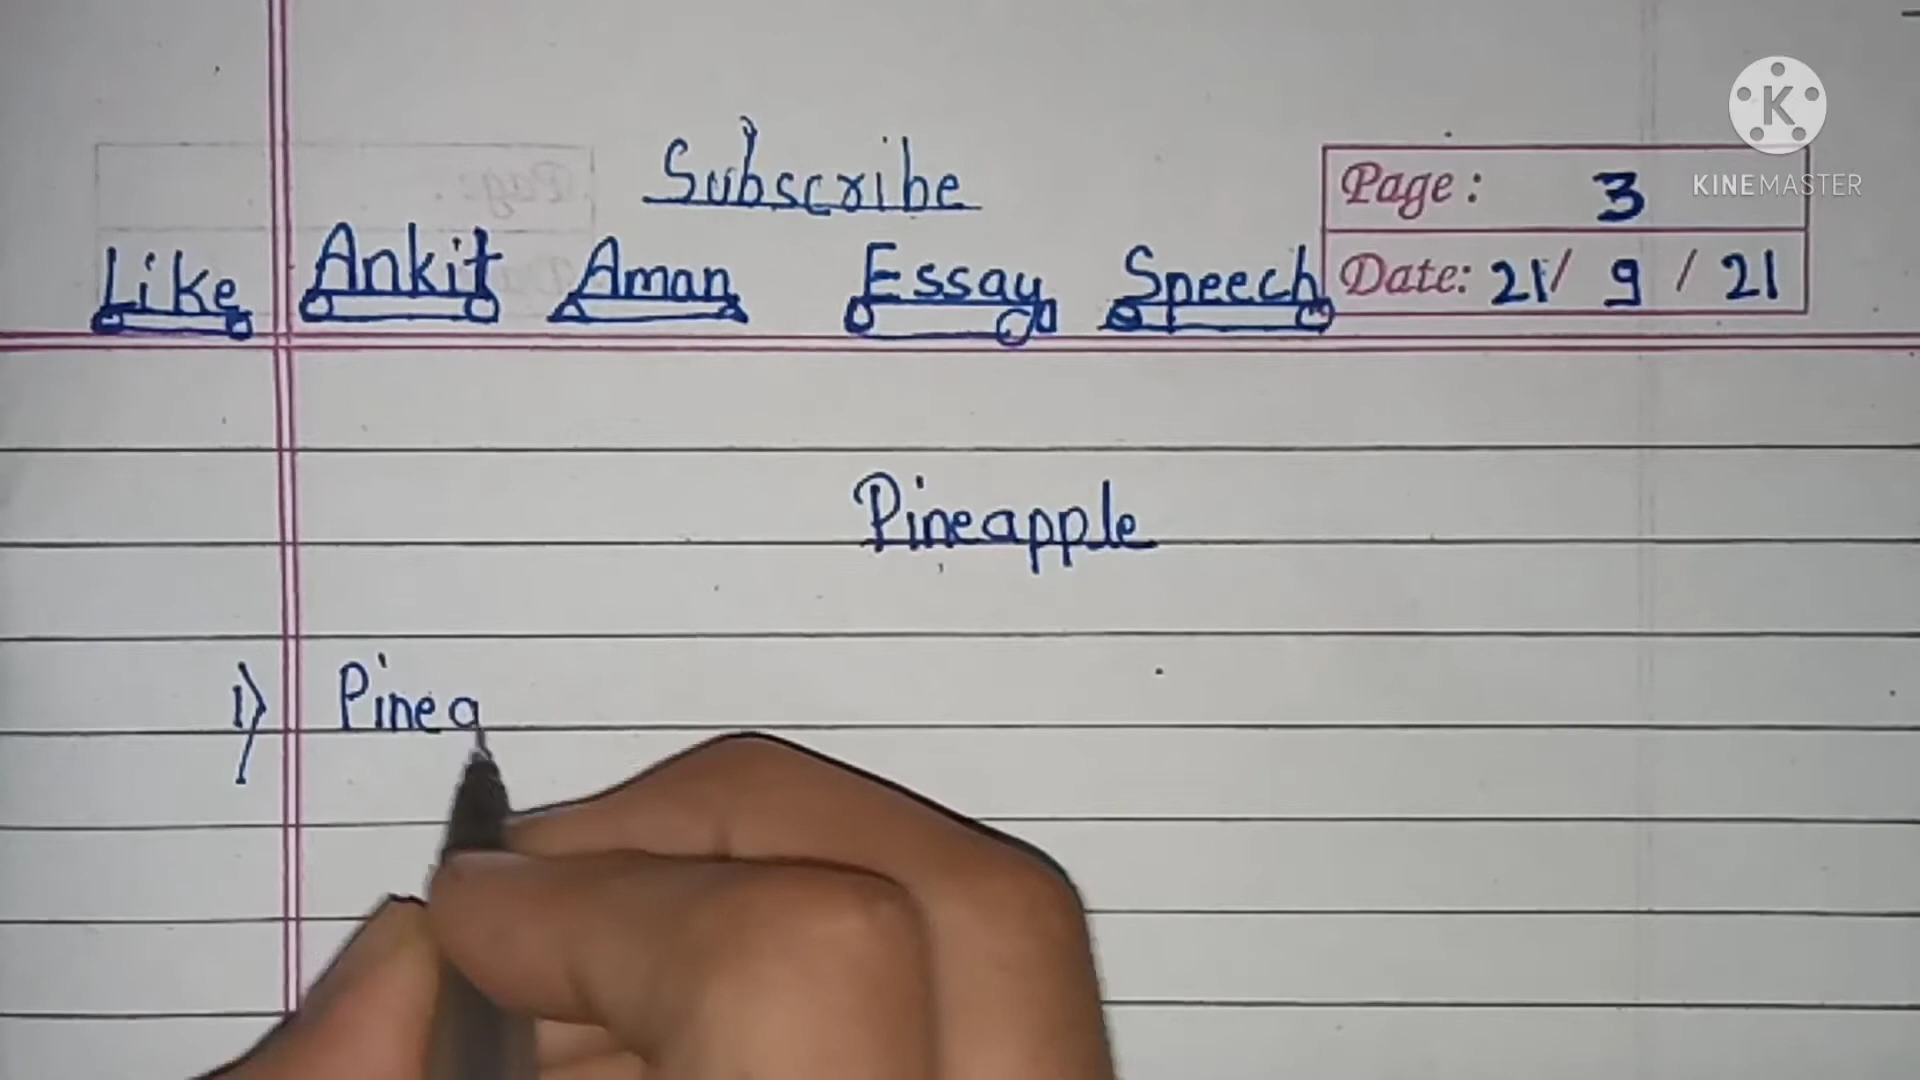 Subscribe
Page: 3
KINEMASTER
Like Ankit Aman Essay Speech
Date: 21/ 9 / 21
Pineapple
1) Pinea